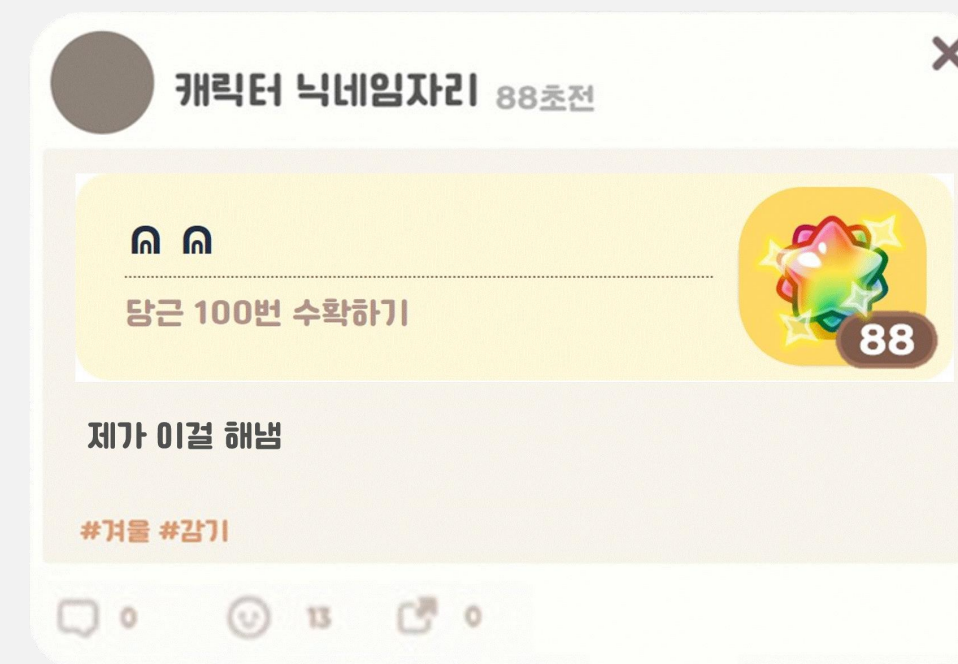 캐릭터 닉네임자리 88초전
당근 100번 수확하기
88
제가 이걸 해냄
#겨울 #감기
0 13 0